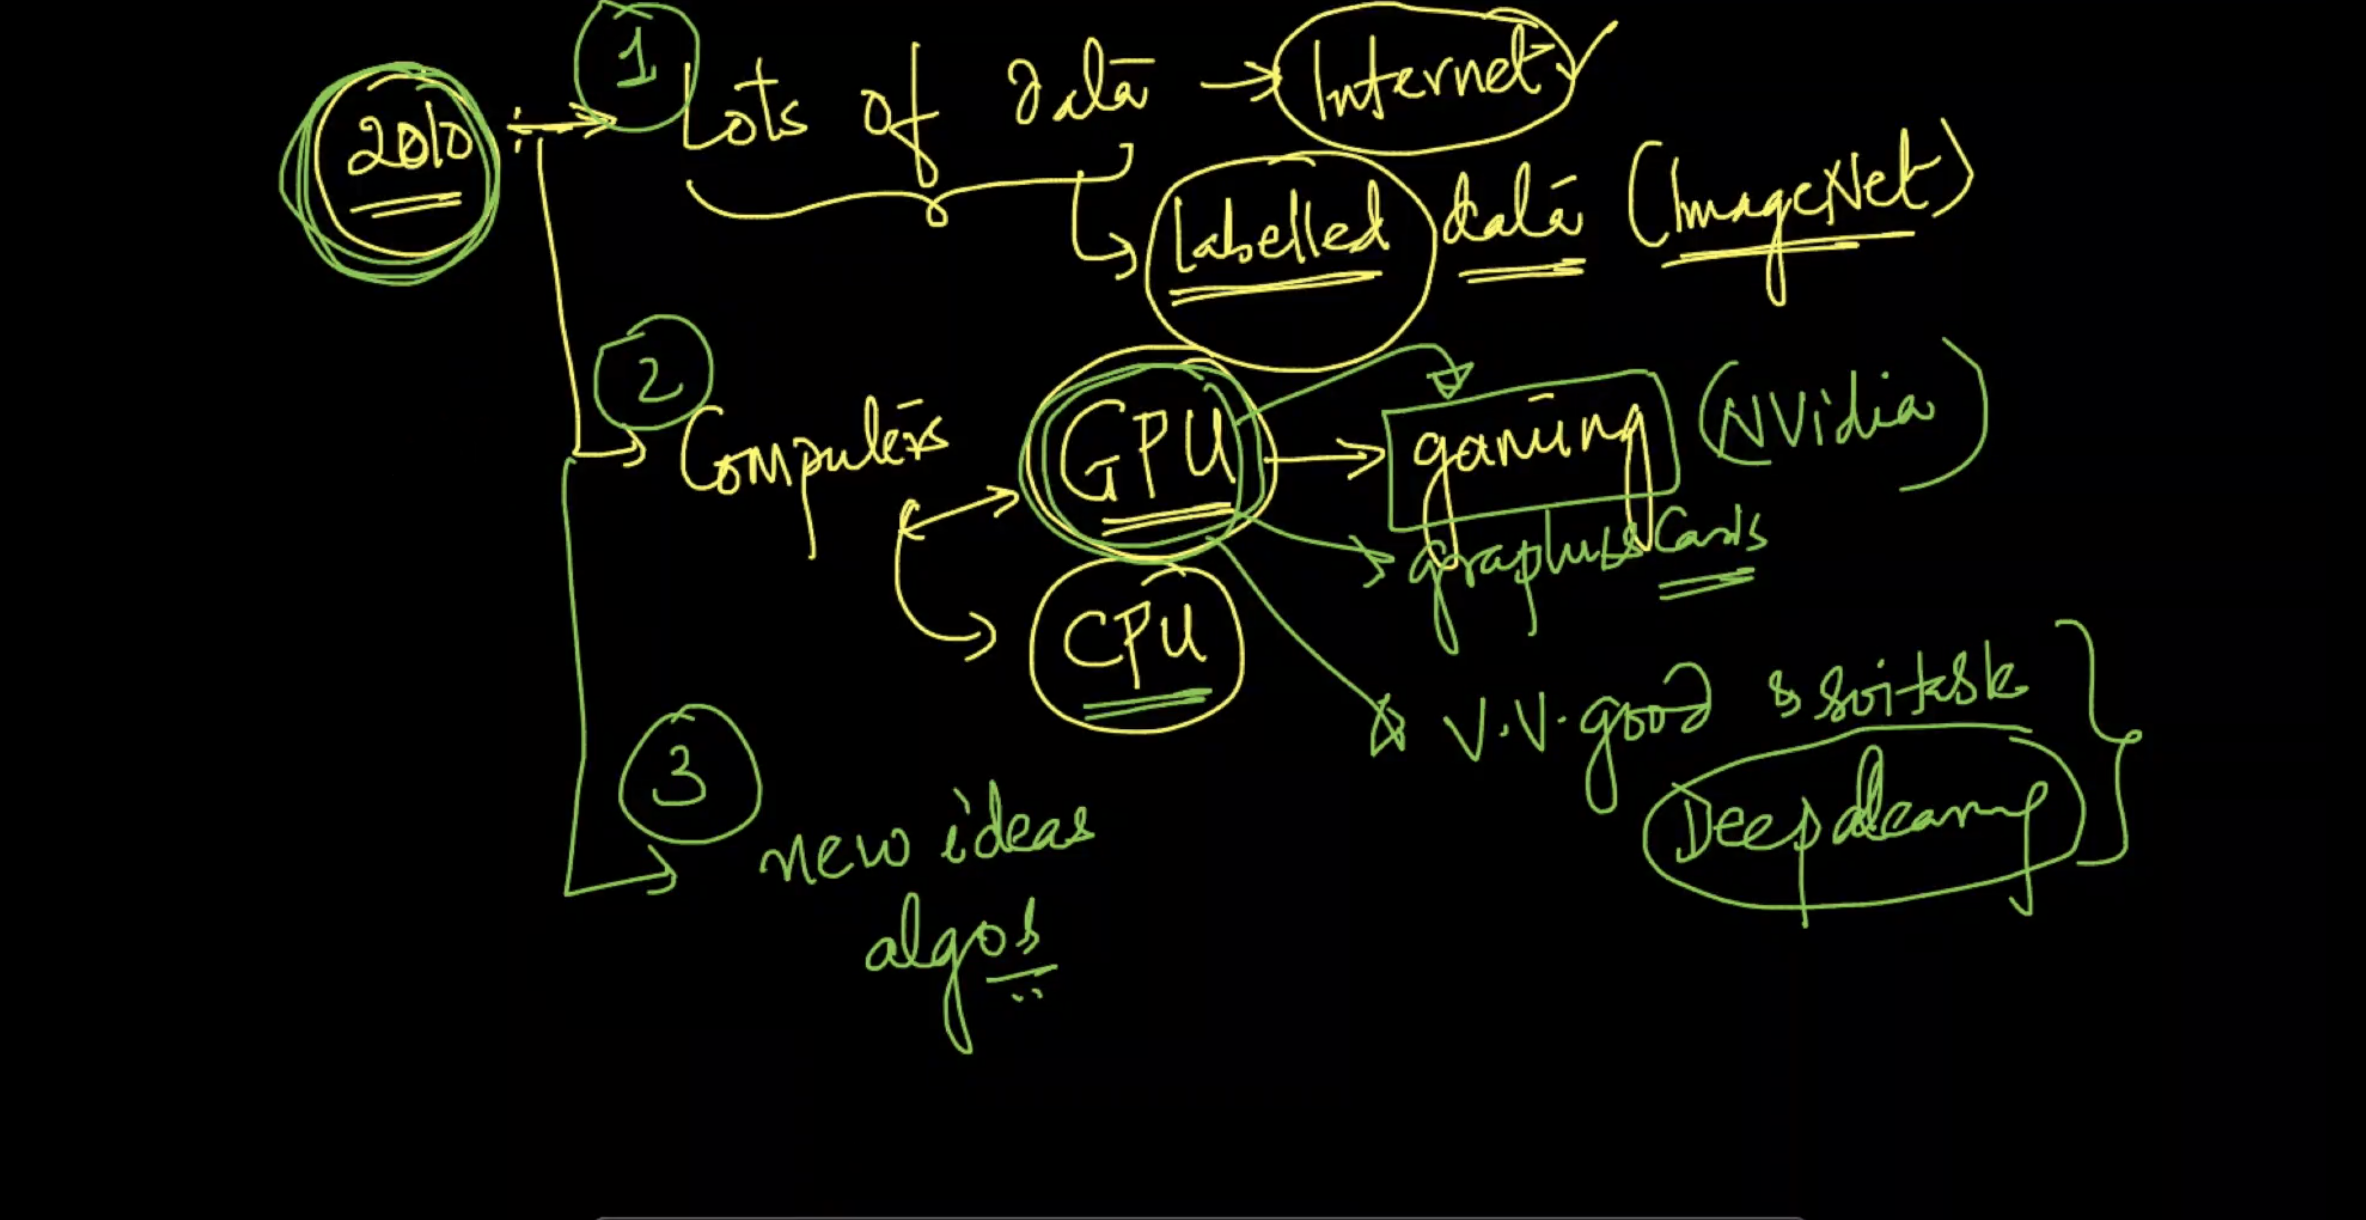 1
2010 Lots of data → Internet ✓
Labelled data (ImageNet)
2
Computers GPU → gaming (NVidia)
graphics Cards
CPU
V.V. good & suitable
3
Deep learning
new ideas
algos